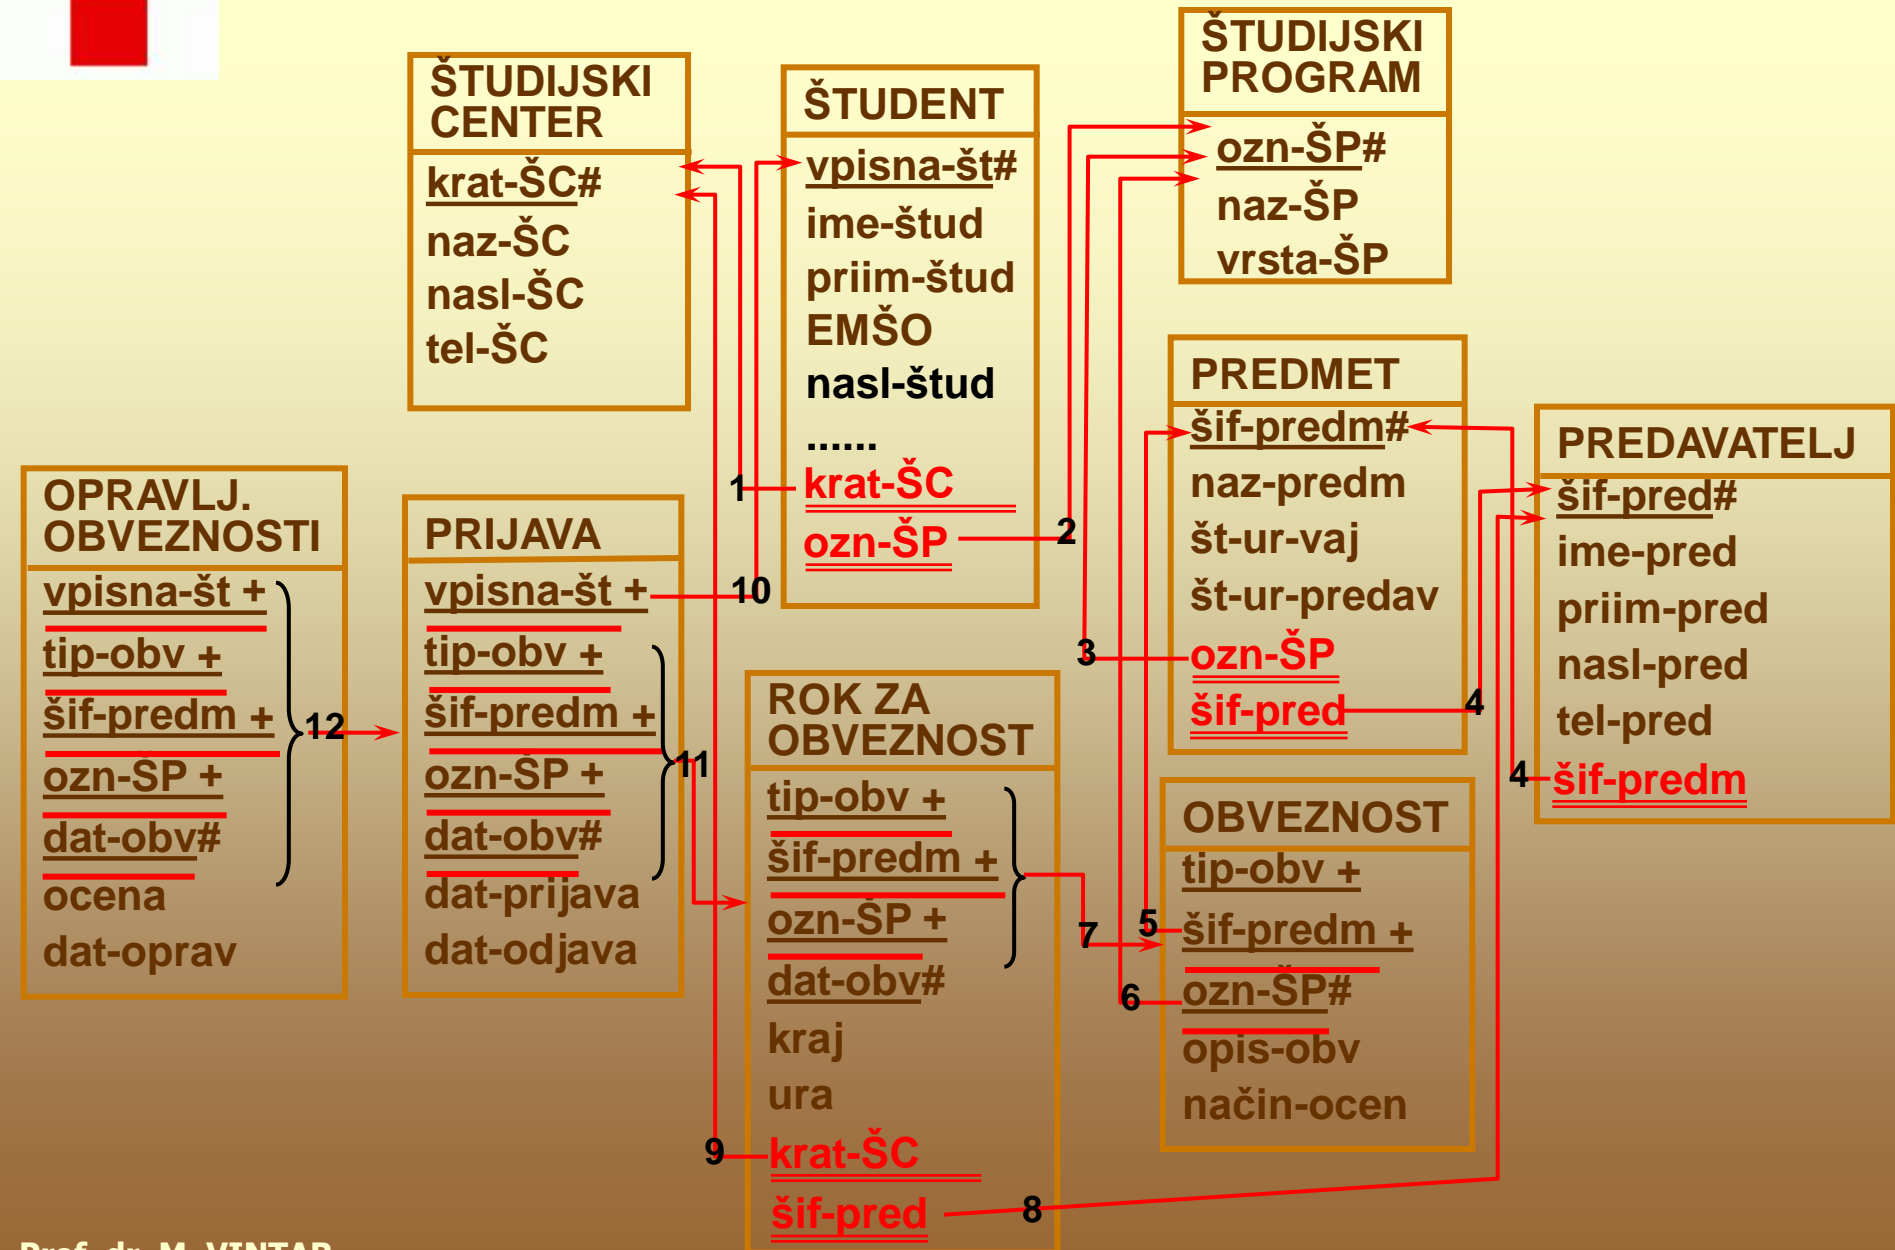 ŠTUDIJSKI
CENTER
krat-ŠC#
naz-ŠC
nasl-ŠC
tel-ŠC
ŠTUDENT
vpisna-št#
ime-štud
priim-štud
EMŠO
nasl-štud
......
krat-ŠC
ozn-ŠP
ŠTUDIJSKI
PROGRAM
ozn-ŠP#
naz-ŠP
vrsta-ŠP
PREDMET
šif-predm#
naz-predm
št-ur-vaj
št-ur-predav
ozn-ŠP
šif-pred
PREDAVATELJ
šif-pred#
ime-pred
priim-pred
nasl-pred
tel-pred
šif-predm
OPRAVLJ.
OBVEZNOSTI
vpisna-št +
tip-obv +
šif-predm +
ozn-ŠP +
dat-obv#
ocena
dat-oprav
PRIJAVA
vpisna-št +
tip-obv +
šif-predm +
ozn-ŠP +
dat-obv#
dat-prijava
dat-odjava
ROK ZA
OBVEZNOST
tip-obv +
šif-predm +
ozn-ŠP +
dat-obv#
kraj
ura
krat-ŠC
šif-pred
OBVEZNOST
tip-obv +
šif-predm +
ozn-ŠP#
opis-obv
način-ocen
1
2
10
3
4
4
12
11
5
7
6
9
8
Prof. dr. M. VINTAR